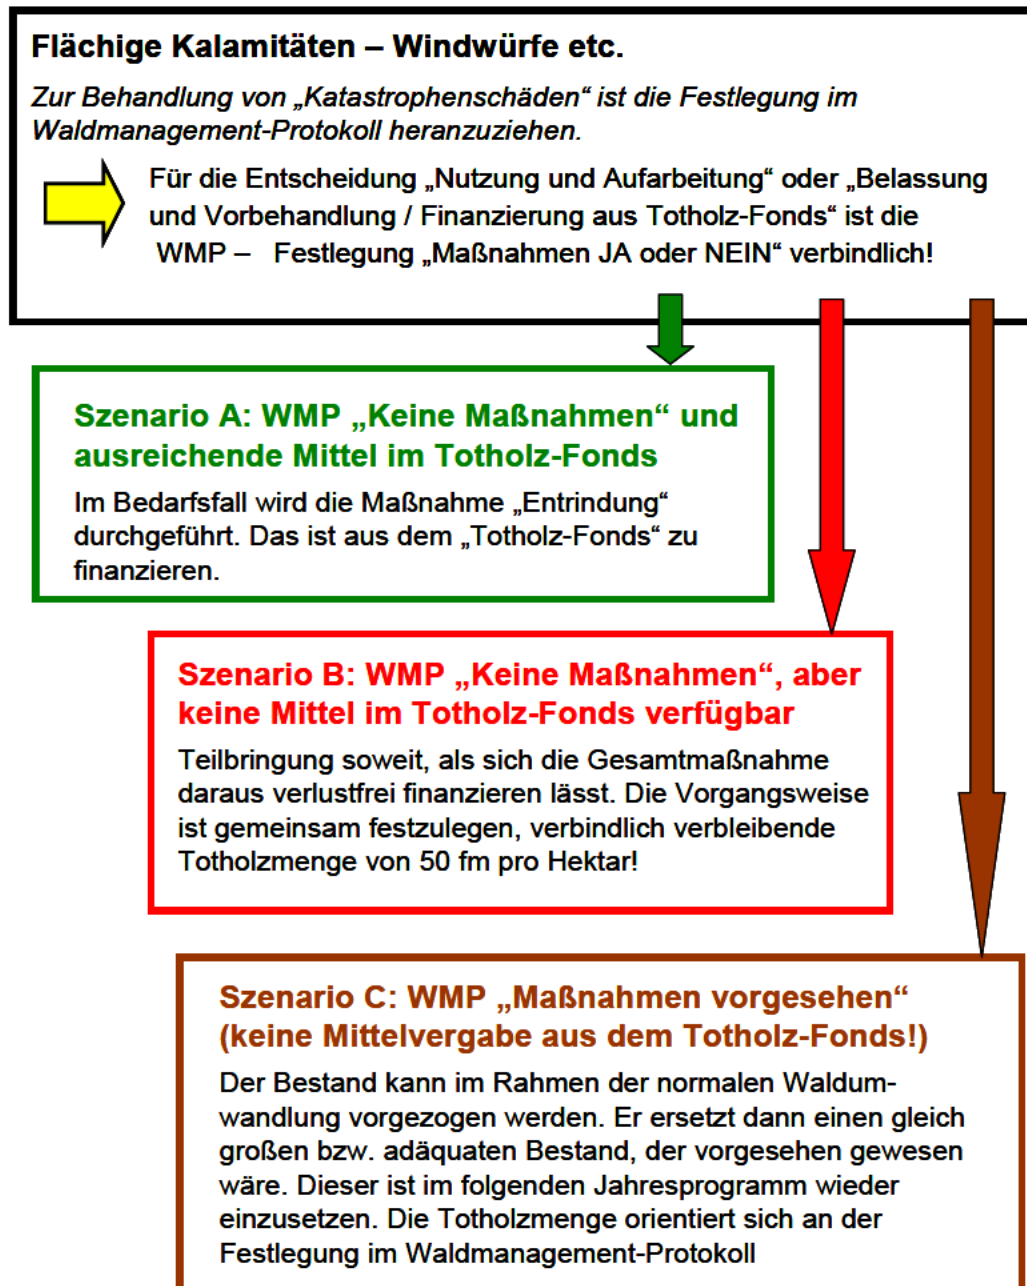 Flächige Kalamitäten – Windwürfe etc.
Zur Behandlung von „Katastrophenschäden“ ist die Festlegung im
Waldmanagement-Protokoll heranzuziehen.
Für die Entscheidung „Nutzung und Aufarbeitung“ oder „Belassung
und Vorbehandlung / Finanzierung aus Totholz-Fonds“ ist die
WMP – Festlegung „Maßnahmen JA oder NEIN“ verbindlich!
Szenario A: WMP „Keine Maßnahmen“ und
ausreichende Mittel im Totholz-Fonds
Im Bedarfsfall wird die Maßnahme „Entrindung“
durchgeführt. Das ist aus dem „Totholz-Fonds“ zu
finanzieren.
Szenario B: WMP „Keine Maßnahmen“, aber
keine Mittel im Totholz-Fonds verfügbar
Teilbringung soweit, als sich die Gesamtmaßnahme
daraus verlustfrei finanzieren lässt. Die Vorgangsweise
ist gemeinsam festzulegen, verbindlich verbleibende
Totholzmenge von 50 fm pro Hektar!
Szenario C: WMP „Maßnahmen vorgesehen“
(keine Mittelvergabe aus dem Totholz-Fonds!)
Der Bestand kann im Rahmen der normalen Waldum-
wandlung vorgezogen werden. Er ersetzt dann einen gleich
großen bzw. adäquaten Bestand, der vorgesehen gewesen
wäre. Dieser ist im folgenden Jahresprogramm wieder
einzusetzen. Die Totholzmenge orientiert sich an der
Festlegung im Waldmanagement-Protokoll